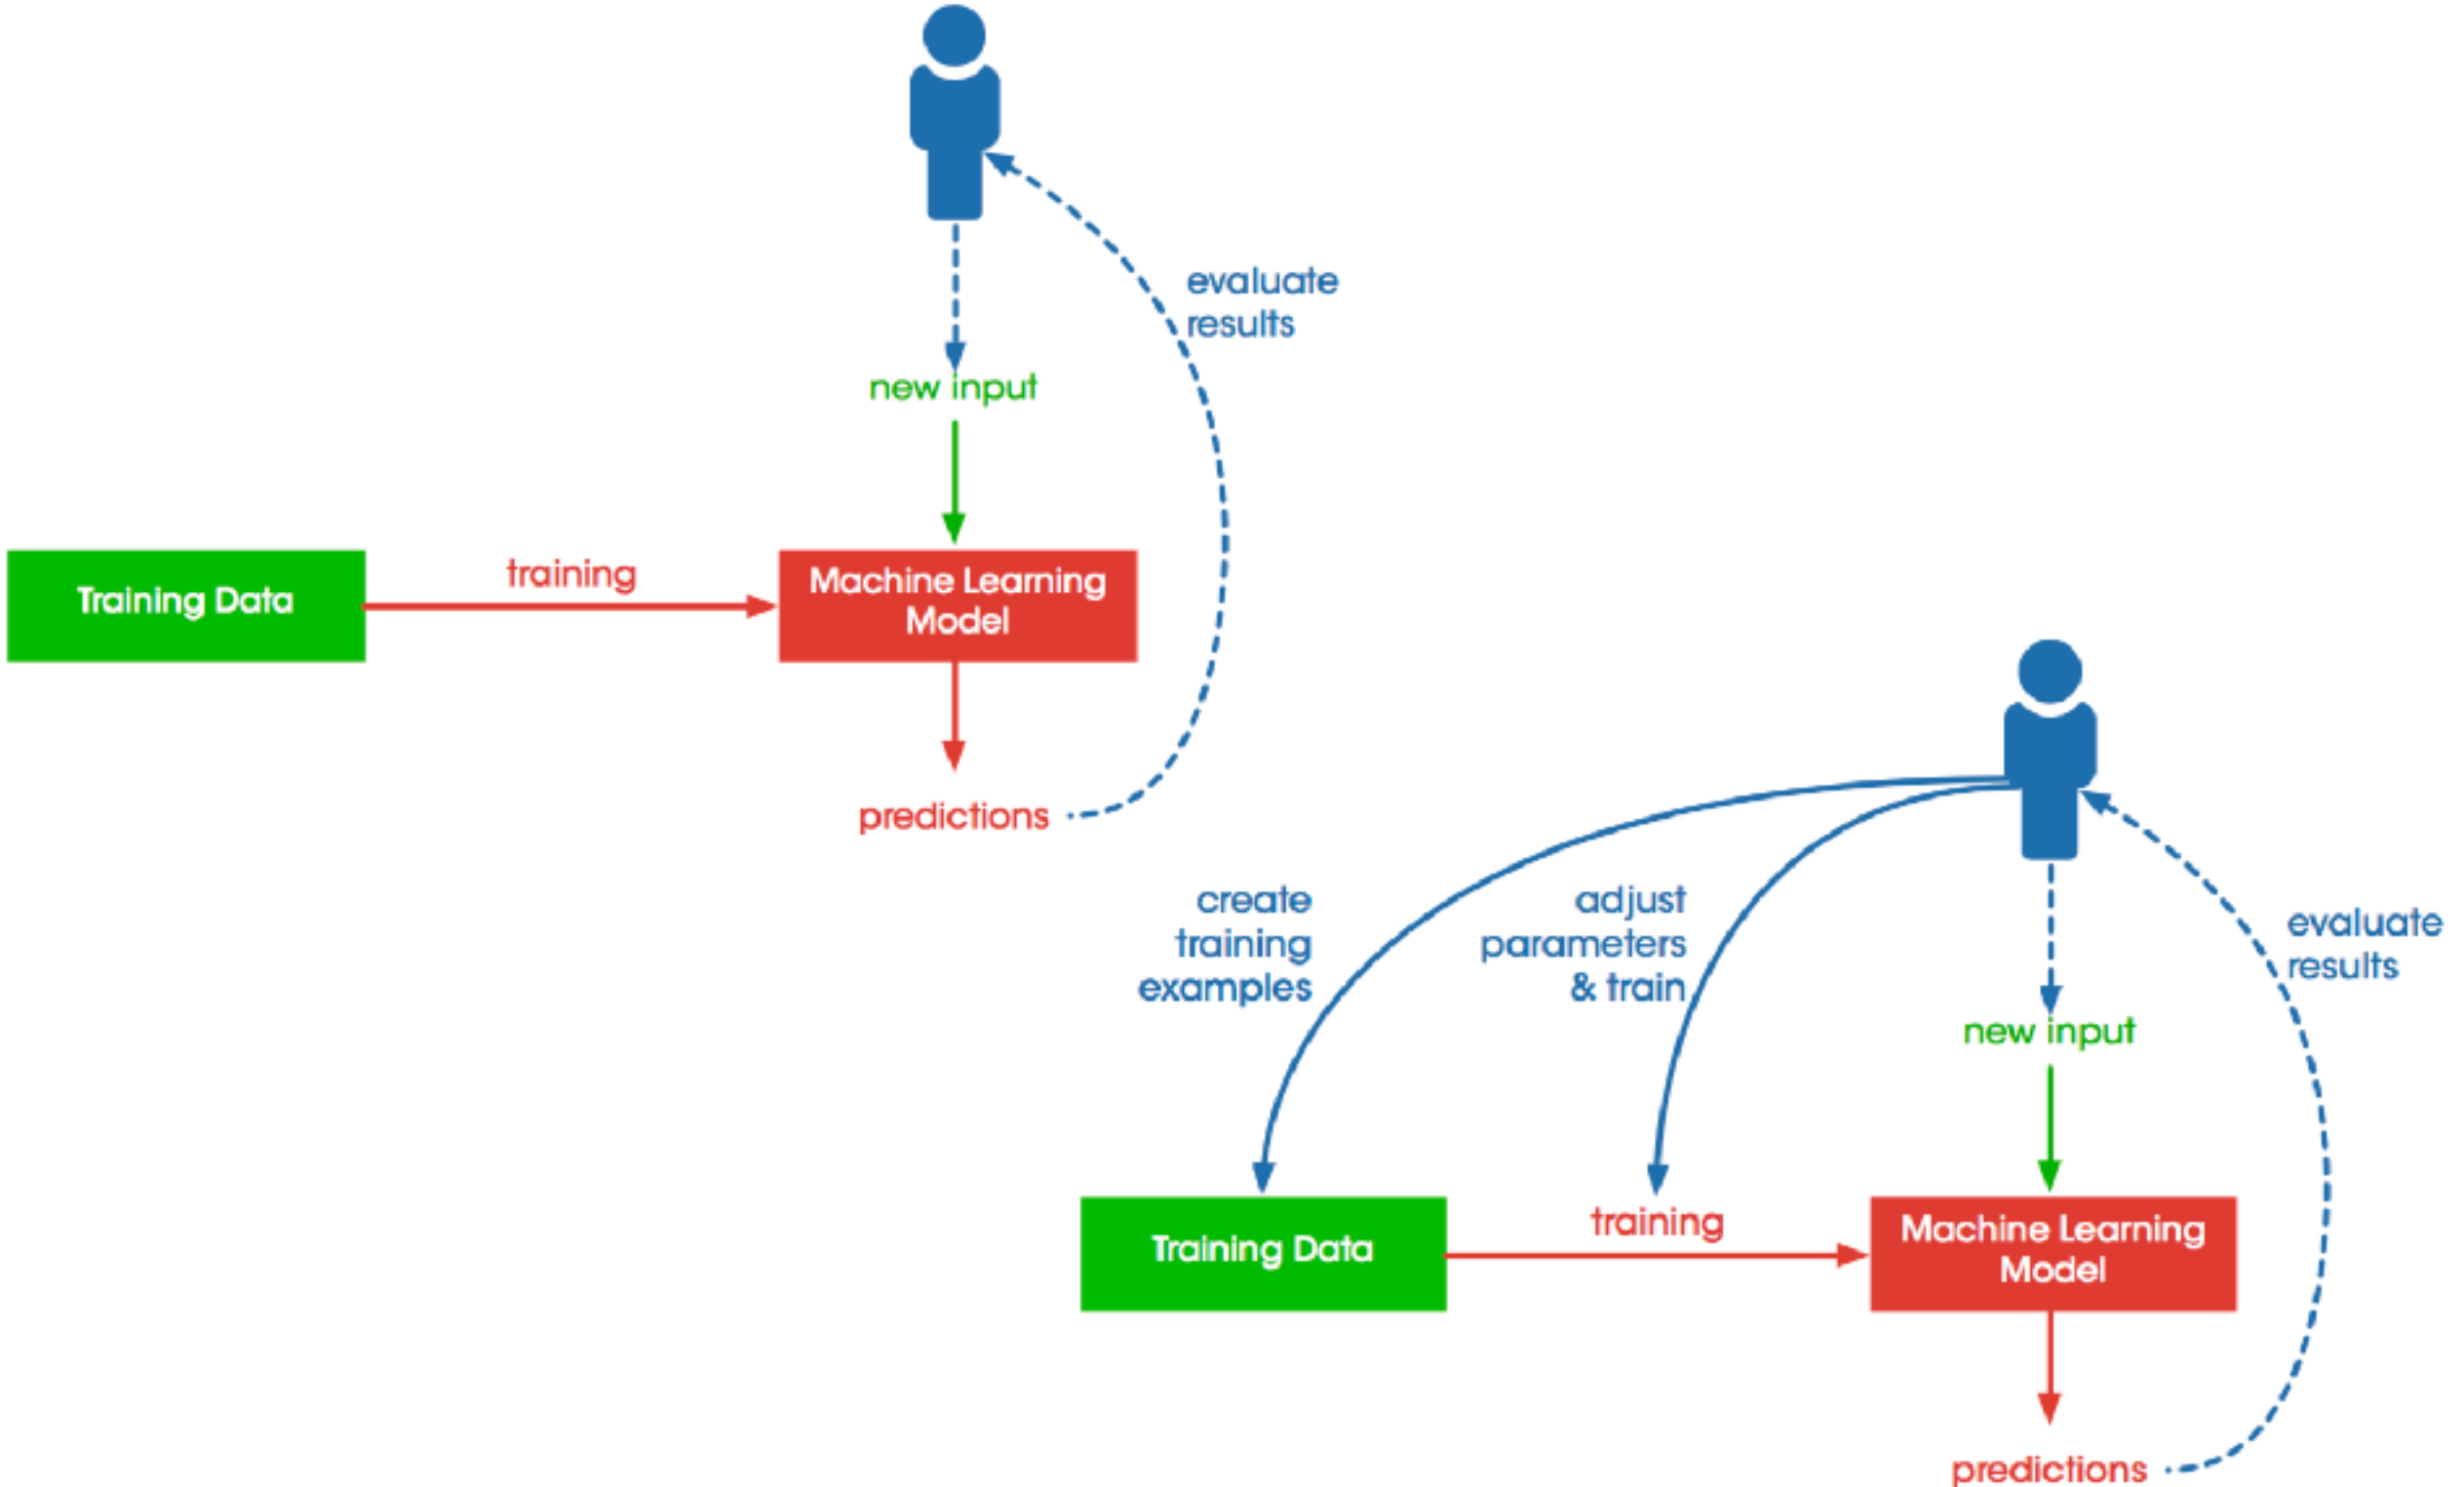 evaluate
results
new input
training
Training Data
Machine Learning
Model
predictions
create
training
examples
adjust
parameters
& train
evaluate
results
new input
training
Training Data
Machine Learning
Model
predictions